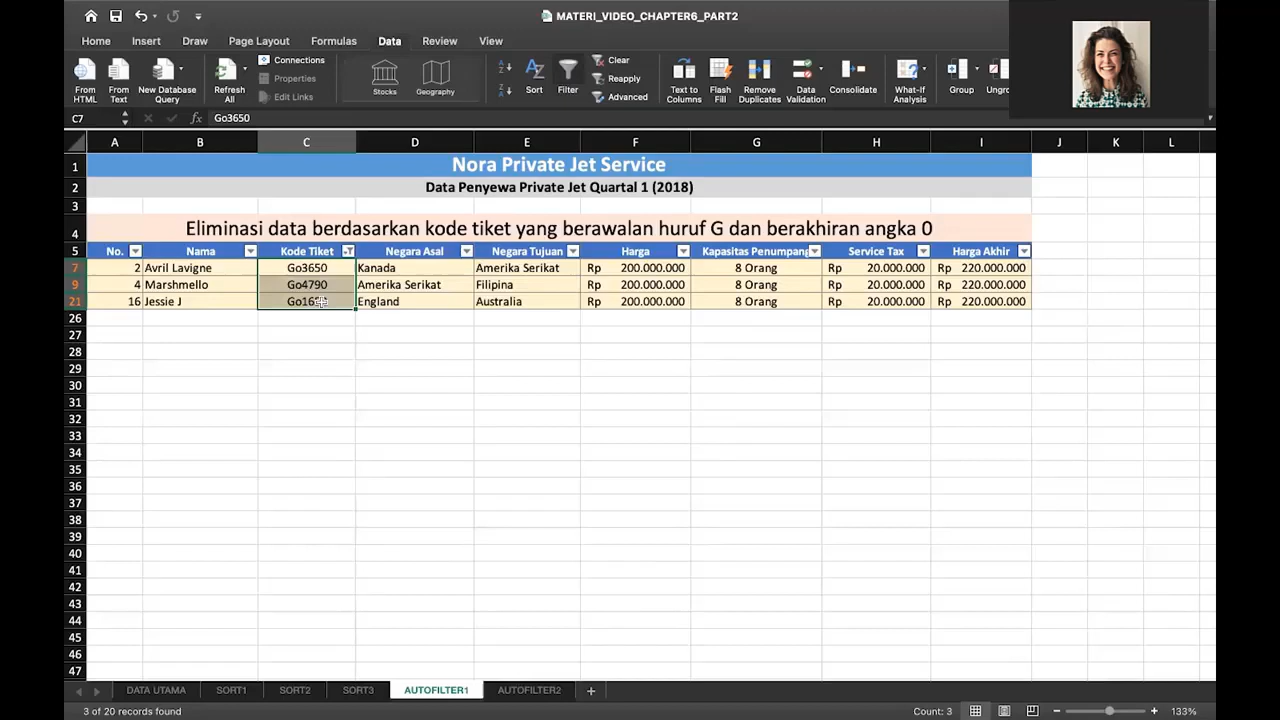 MATERI_VIDEO_CHAPTER6_PART2
Home Insert Draw Page Layout Formulas Data Review View
From HTML
From Text
New Database Query
Refresh All
Connections
Properties
Edit Links
Stocks
Geography
Sort
Filter
Clear
Reapply
Advanced
Text to Columns
Flash Fill
Remove Duplicates
Data Validation
Consolidate
What-If Analysis
Group
C7 fx Go3650
A B C D E F G H I J K L
1 Nora Private Jet Service
2 Data Penyewa Private Jet Quartal 1 (2018)
3
4 Eliminasi data berdasarkan kode tiket yang berawalan huruf G dan berakhiran angka 0
5 No. Nama Kode Tiket Negara Asal Negara Tujuan Harga Kapasitas Penumpang Service Tax Harga Akhir
7 2 Avril Lavigne Go3650 Kanada Amerika Serikat Rp 200.000.000 8 Orang Rp 20.000.000 Rp 220.000.000
9 4 Marshmello Go4790 Amerika Serikat Filipina Rp 200.000.000 8 Orang Rp 20.000.000 Rp 220.000.000
21 16 Jessie J England Australia Rp 200.000.000 8 Orang Rp 20.000.000 Rp 220.000.000
26
27
28
29
30
31
32
33
34
35
36
37
38
39
40
41
42
43
44
45
46
47
DATA UTAMA SORT1 SORT2 SORT3 AUTOFILTER1 AUTOFILTER2 +
3 of 20 records found Count: 3 133%